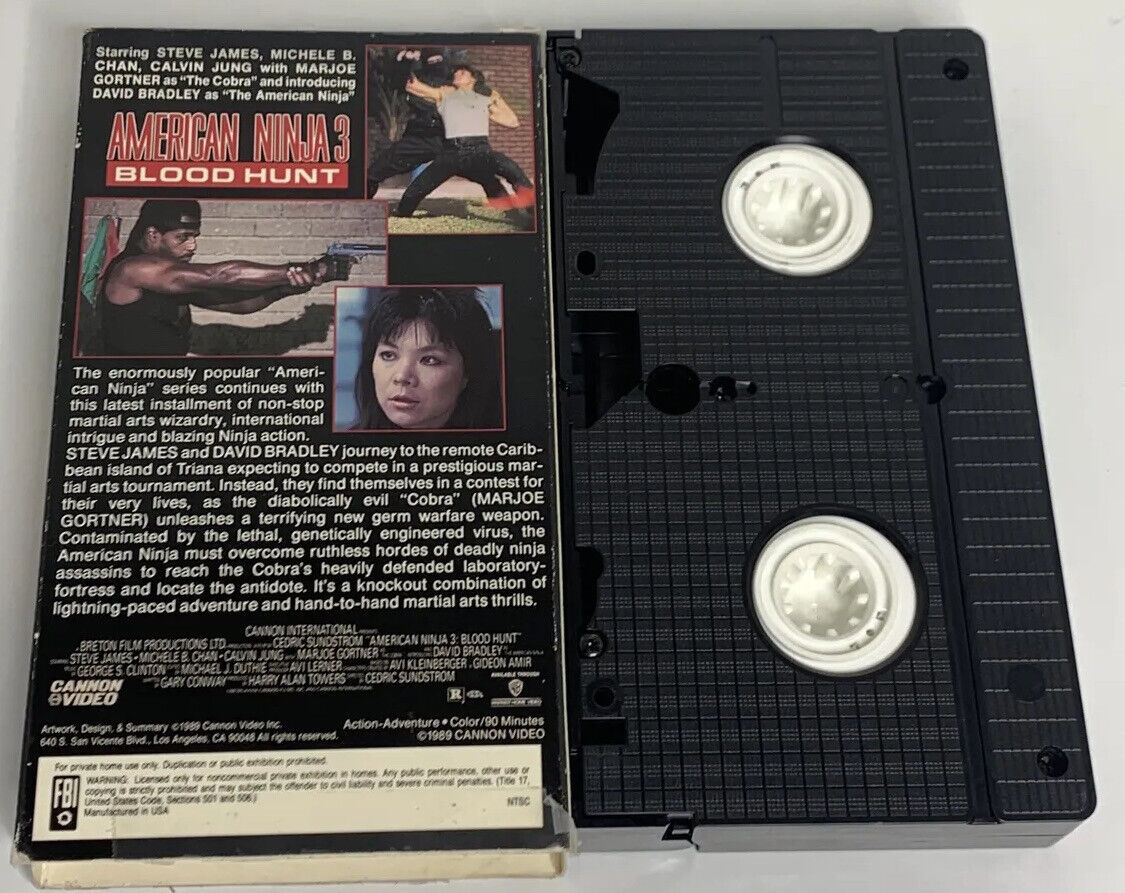 Starring STEVE JAMES, MICHELE B.
CHAN, CALVIN JUNG with MARJOE
GORTNER as "The Cobra" and introducing
DAVID BRADLEY as "The American Ninja"
AMERICAN NINJA 3
BLOOD HUNT
The enormously popular "Ameri-
can Ninja" series continues with
this latest installment of non-stop
martial arts wizardry, international
intrigue and blazing Ninja action.
STEVE JAMES and DAVID BRADLEY journey to the remote Carib-
bean island of Triana expecting to compete in a prestigious mar-
tial arts tournament. Instead, they find themselves in a contest for
their very lives, as the diabolically evil "Cobra" (MARJOE
GORTNER) unleashes a terrifying new germ warfare weapon.
Contaminated by the lethal, genetically engineered virus, the
American Ninja must overcome ruthless hordes of deadly ninja
assassins to reach the Cobra's heavily defended laboratory-
fortress and locate the antidote. It's a knockout combination of
lightning-paced adventure and hand-to-hand martial arts thrills.
CANNON INTERNATIONAL
BRETON FILM PRODUCTIONS LTD. CEDRIC SUNDSTROM "AMERICAN NINJA 3: BLOOD HUNT"
STEVE JAMES · MICHELE B. CHAN · CALVIN JUNG MARJOE GORTNER DAVID BRADLEY
GEORGE S. CLINTON MICHAEL J. DUTHIE AVI LERNER AVI KLEINBERGER · GIDEON AMIR
GARY CONWAY HARRY ALAN TOWERS CEDRIC SUNDSTROM
AVAILABLE THROUGH
CANNON
VIDEO
R
WARNER HOME VIDEO
Artwork, Design, & Summary ©1989 Cannon Video Inc.
640 S. San Vicente Blvd., Los Angeles, CA 90048 All rights reserved.
Action-Adventure • Color/90 Minutes
©1989 CANNON VIDEO
For private home use only. Duplication or public exhibition prohibited.
FBI
WARNING: Licensed only for noncommercial private exhibition in homes. Any public performance, other use or
copying is strictly prohibited and may subject the offender to civil liability and severe criminal penalties. (Title 17,
United States Code, Sections 501 and 506.)
Manufactured in USA
NTSC